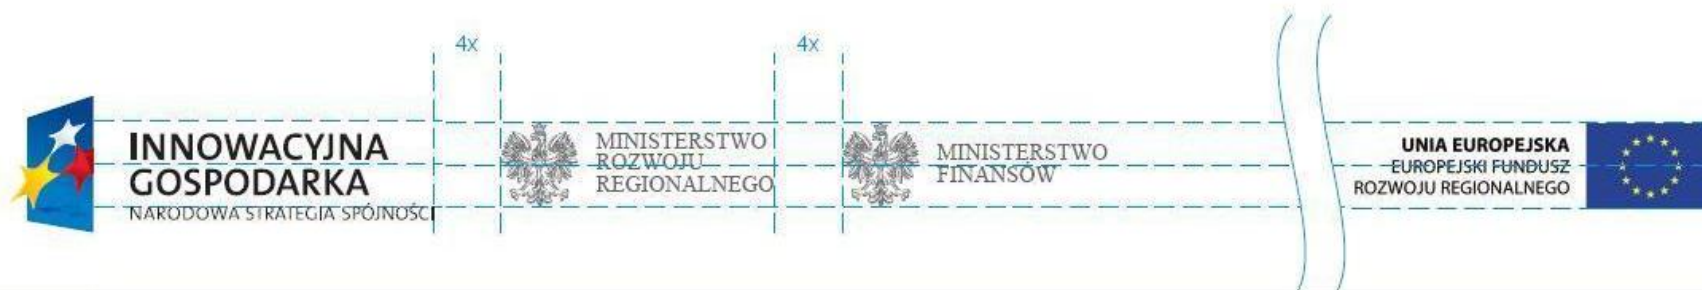 4x
4x
INNOWACYJNA
GOSPODARKA
NARODOWA STRATEGIA SPÓJNOŚCI
MINISTERSTWO
ROZWOJU
REGIONALNEGO
MINISTERSTWO
FINANSÓW
UNIA EUROPEJSKA
EUROPEJSKI FUNDUSZ
ROZWOJU REGIONALNEGO